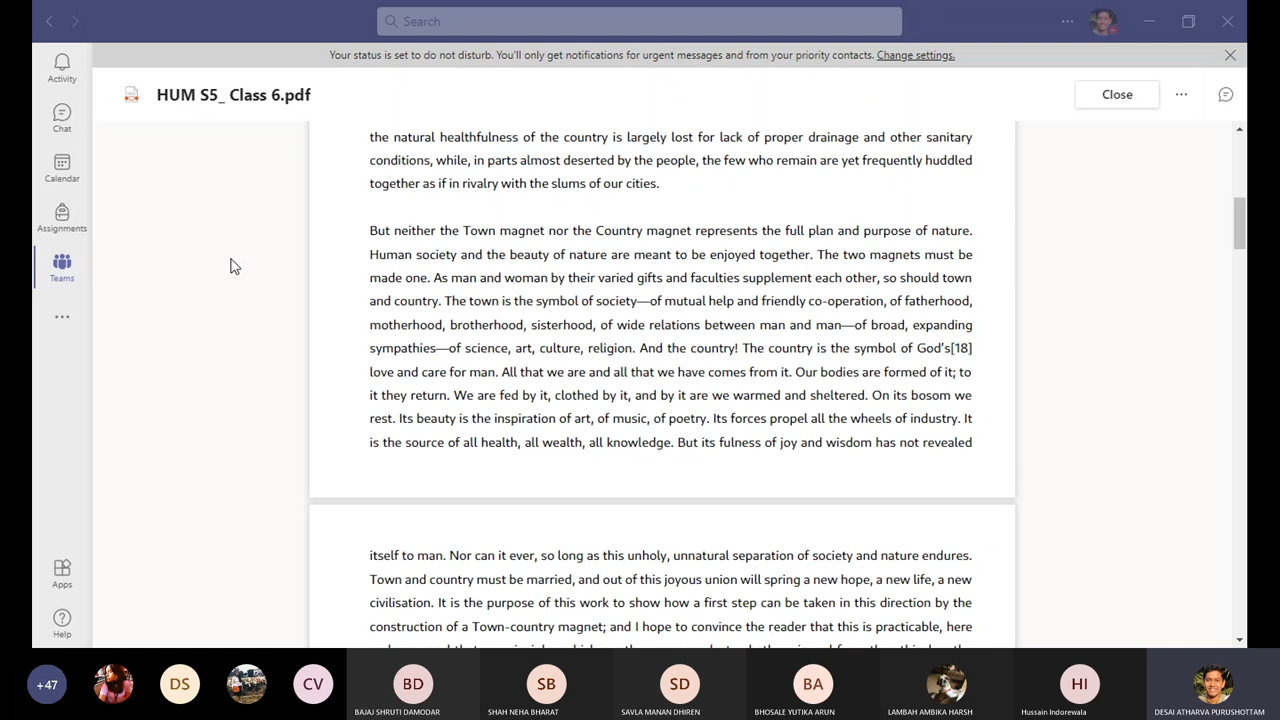 Search
Your status is set to do not disturb. You'll only get notifications for urgent messages and from your priority contacts. Change settings.
Activity
Chat
Calendar
Assignments
Teams
Apps
Help
HUM S5_ Class 6.pdf
Close
the natural healthfulness of the country is largely lost for lack of proper drainage and other sanitary
conditions, while, in parts almost deserted by the people, the few who remain are yet frequently huddled
together as if in rivalry with the slums of our cities.
But neither the Town magnet nor the Country magnet represents the full plan and purpose of nature.
Human society and the beauty of nature are meant to be enjoyed together. The two magnets must be
made one. As man and woman by their varied gifts and faculties supplement each other, so should town
and country. The town is the symbol of society—of mutual help and friendly co-operation, of fatherhood,
motherhood, brotherhood, sisterhood, of wide relations between man and man—of broad, expanding
sympathies—of science, art, culture, religion. And the country! The country is the symbol of God's[18]
love and care for man. All that we are and all that we have comes from it. Our bodies are formed of it; to
it they return. We are fed by it, clothed by it, and by it are we warmed and sheltered. On its bosom we
rest. Its beauty is the inspiration of art, of music, of poetry. Its forces propel all the wheels of industry. It
is the source of all health, all wealth, all knowledge. But its fulness of joy and wisdom has not revealed
itself to man. Nor can it ever, so long as this unholy, unnatural separation of society and nature endures.
Town and country must be married, and out of this joyous union will spring a new hope, a new life, a new
civilisation. It is the purpose of this work to show how a first step can be taken in this direction by the
construction of a Town-country magnet; and I hope to convince the reader that this is practicable, here
+47
DS
CV
BD
BAJAJ SHRUTI DAMODAR
SB
SHAH NEHA BHARAT
SD
SAVLA MANAN DHIREN
BA
BHOSALE YUTIKA ARUN
LAMBAH AMBIKA HARSH
HI
Hussain Indorewala
DESAI ATHARVA PURUSHOTTAM